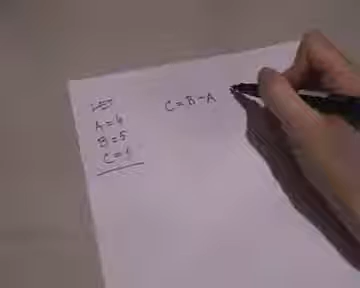 LET
A = 4
B = 5
C = 1
C = B - A